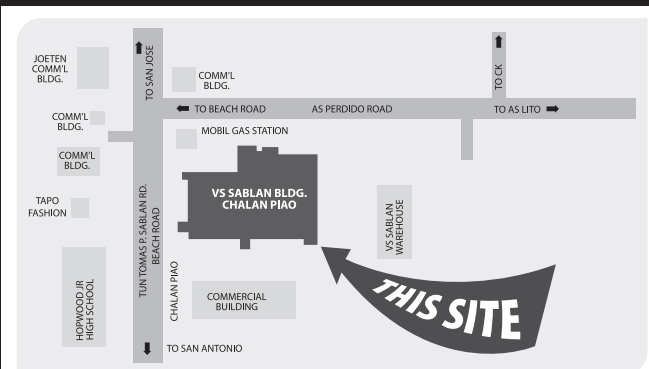 JOETEN
COMM'L
BLDG.
TO SAN JOSE
COMM'L
BLDG.
TO CK
TO BEACH ROAD
AS PERDIDO ROAD
TO AS LITO
COMM'L
BLDG.
MOBIL GAS STATION
COMM'L
BLDG.
VS SABLAN BLDG.
CHALAN PIAO
TAPO
FASHION
TUN TOMAS P. SABLAN RD.
BEACH ROAD
VS SABLAN
WAREHOUSE
HOPWOOD JR
HIGH SCHOOL
CHALAN PIAO
COMMERCIAL
BUILDING
THIS SITE
TO SAN ANTONIO